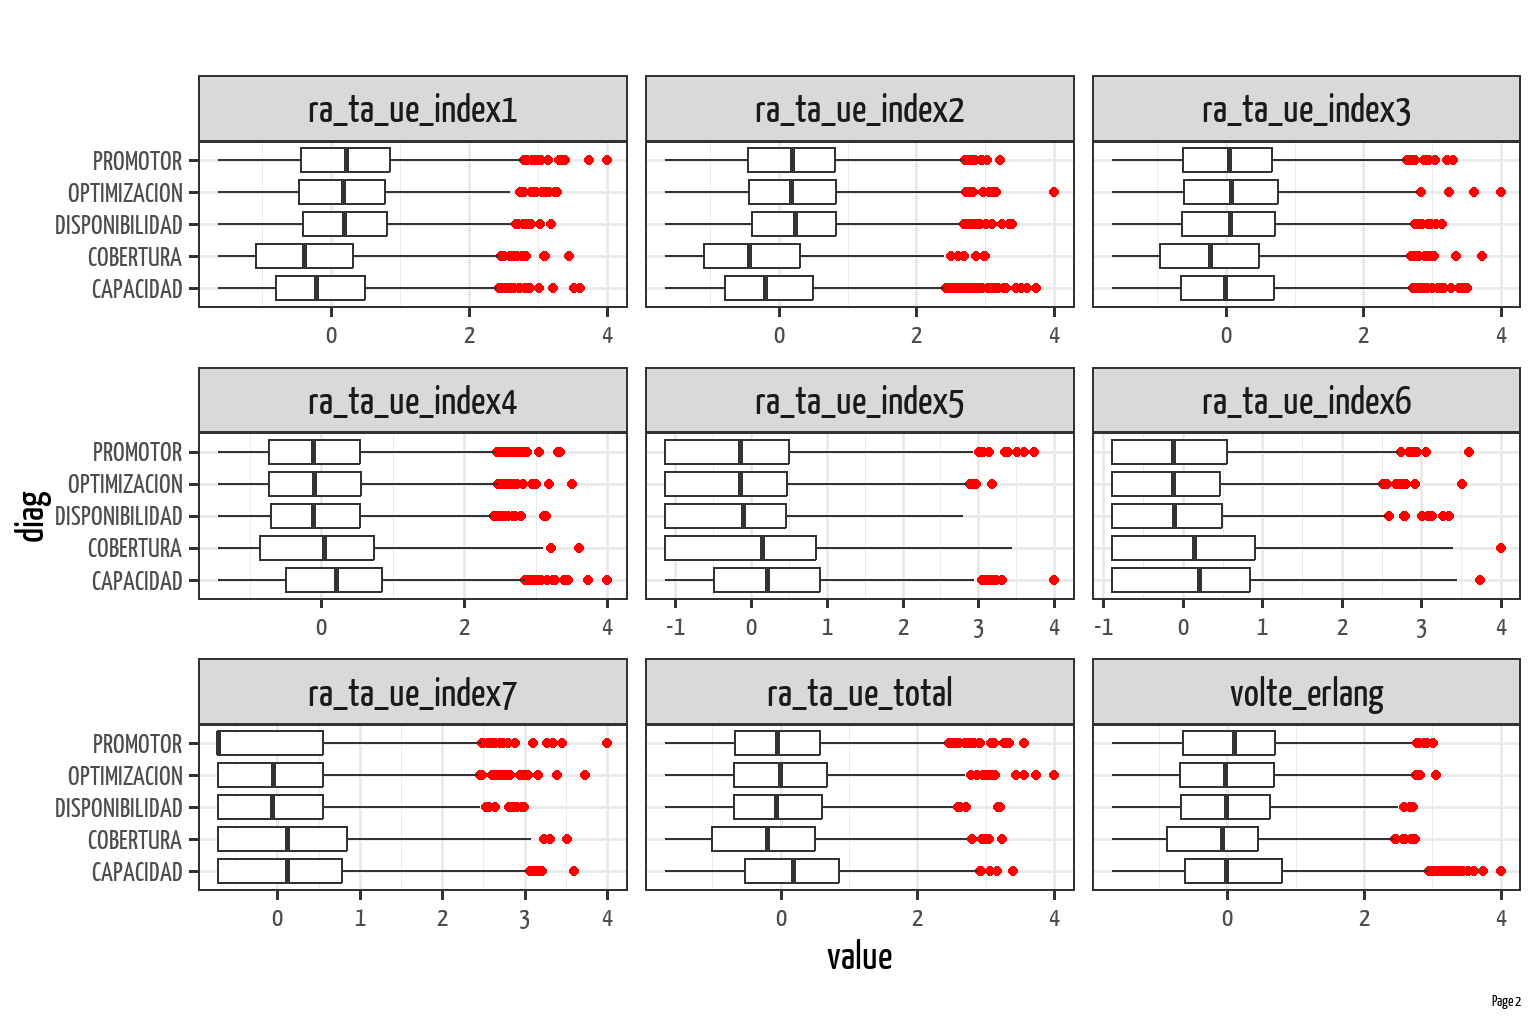 ra_ta_ue_index1 ra_ta_ue_index2 ra_ta_ue_index3
PROMOTOR
OPTIMIZACION
DISPONIBILIDAD
COBERTURA
CAPACIDAD
0 2 4 0 2 4 0 2 4
ra_ta_ue_index4 ra_ta_ue_index5 ra_ta_ue_index6
PROMOTOR
OPTIMIZACION
DISPONIBILIDAD
COBERTURA
CAPACIDAD
0 2 4 -1 0 1 2 3 4 -1 0 1 2 3 4
diag
ra_ta_ue_index7 ra_ta_ue_total volte_erlang
PROMOTOR
OPTIMIZACION
DISPONIBILIDAD
COBERTURA
CAPACIDAD
0 1 2 3 4 0 2 4 0 2 4
value
Page 2